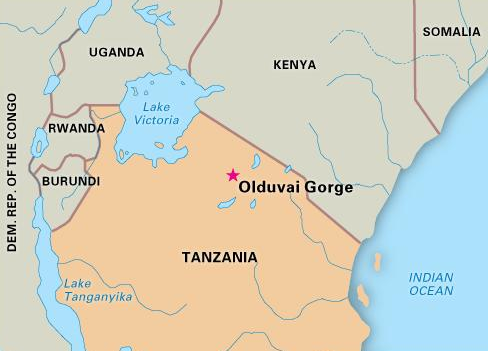 SOMALIA
UGANDA
KENYA
Lake
Victoria
DEM. REP. OF THE CONGO
RWANDA
BURUNDI
Olduvai Gorge
TANZANIA
INDIAN
OCEAN
Lake
Tanganyika